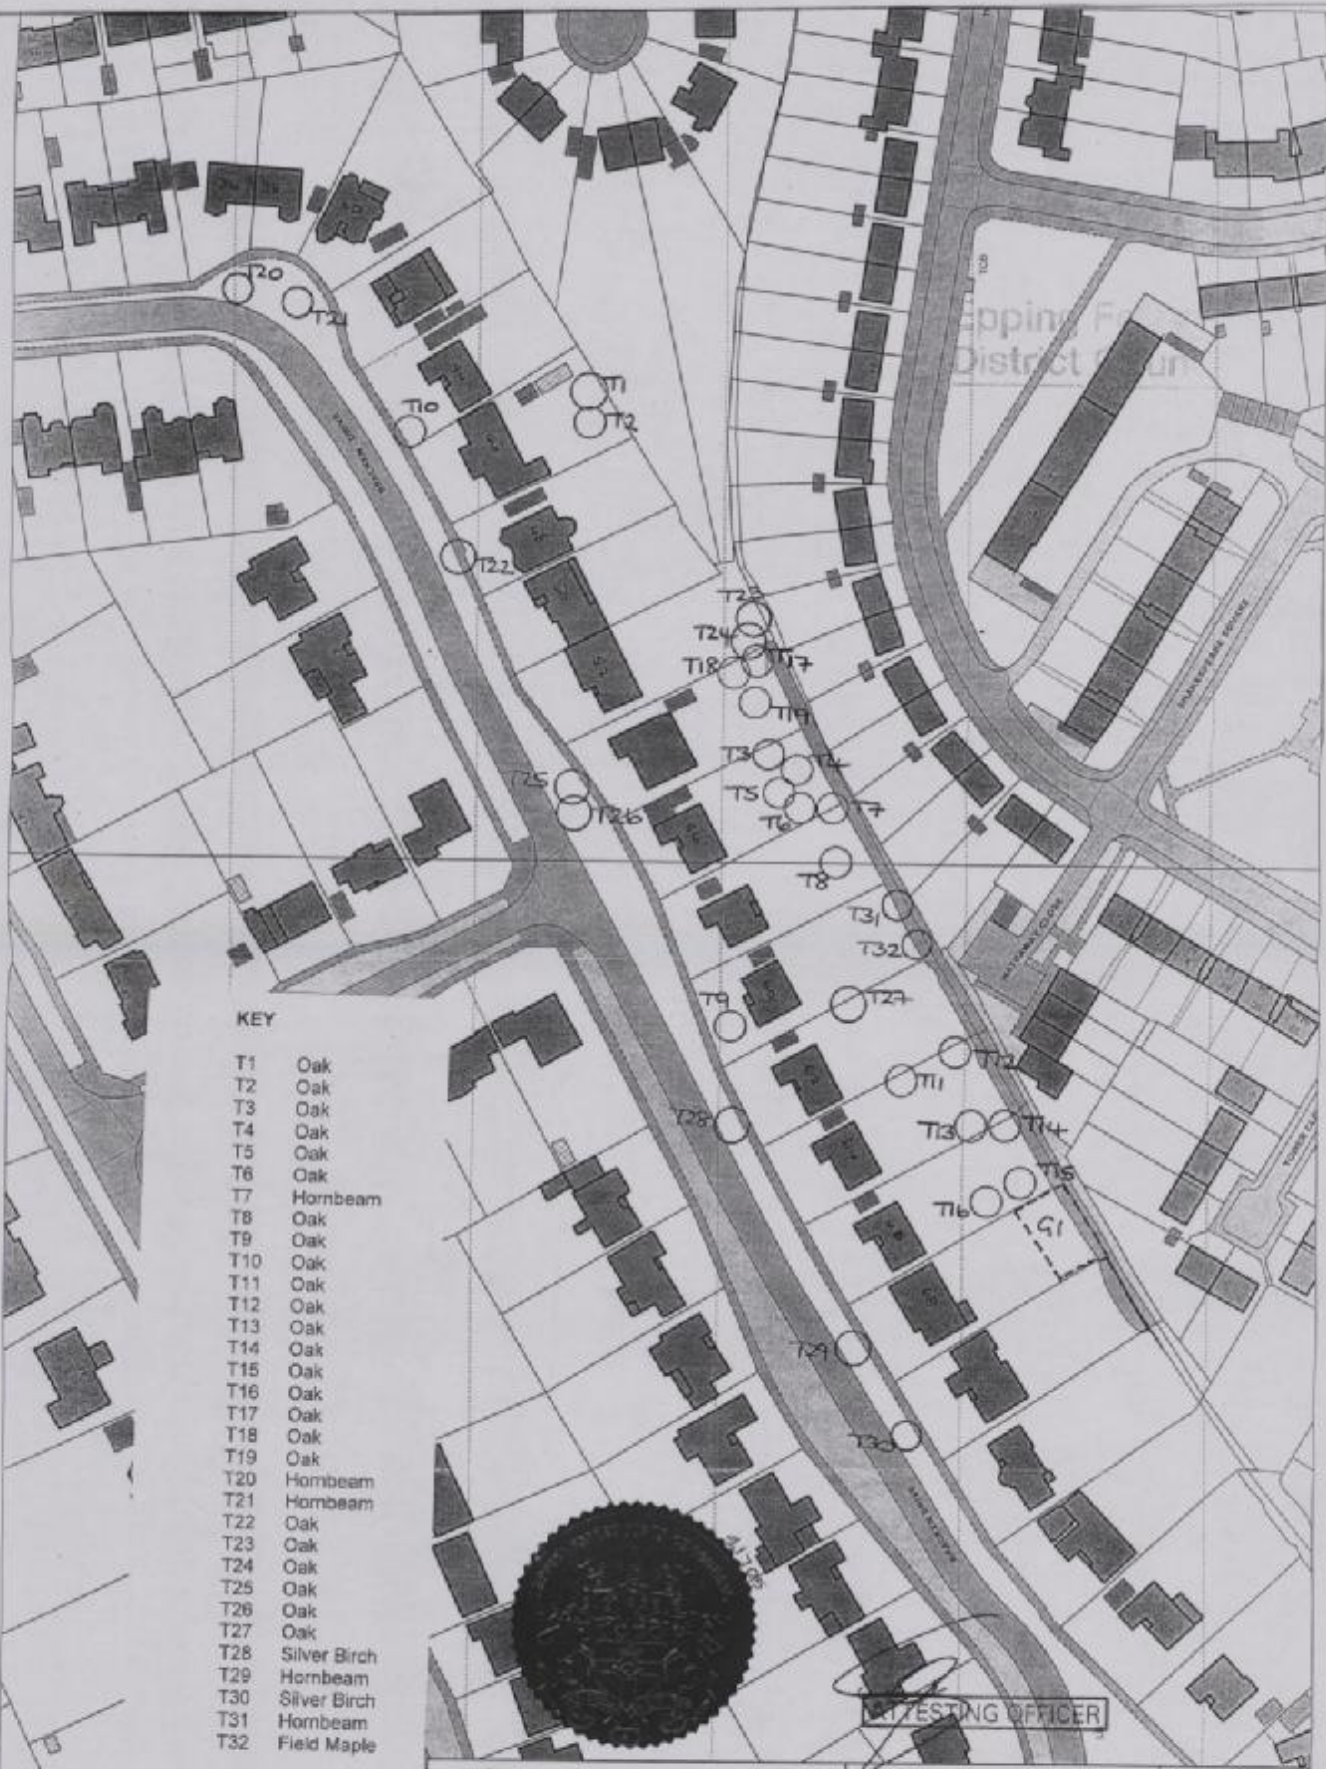 T20
T21
TCB
Epping Fo
District Coun
T1
T10
T2
T22
T24
T18
T17
T19
T3
T4
T5
T6
T7
T25
T26
T8
T31
T32
SHAKESPEARE SQUARE
T9
T27
T12
T11
T28
T13
T14
T15
T16
G1
T29
T30
KEY
T1 Oak
T2 Oak
T3 Oak
T4 Oak
T5 Oak
T6 Oak
T7 Hornbeam
T8 Oak
T9 Oak
T10 Oak
T11 Oak
T12 Oak
T13 Oak
T14 Oak
T15 Oak
T16 Oak
T17 Oak
T18 Oak
T19 Oak
T20 Hornbeam
T21 Hornbeam
T22 Oak
T23 Oak
T24 Oak
T25 Oak
T26 Oak
T27 Oak
T28 Silver Birch
T29 Hornbeam
T30 Silver Birch
T31 Hornbeam
T32 Field Maple
ATTESTING OFFICER